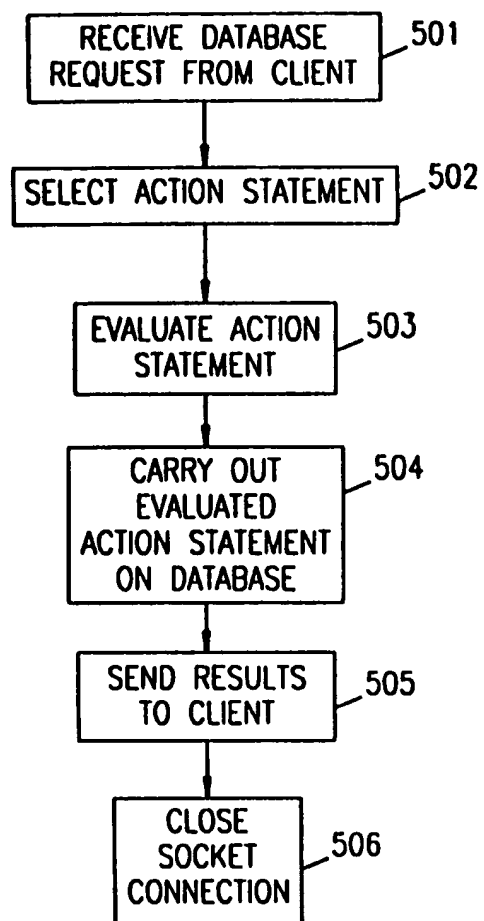 RECEIVE DATABASE
REQUEST FROM CLIENT
501
SELECT ACTION STATEMENT
502
EVALUATE ACTION
STATEMENT
503
CARRY OUT
EVALUATED
ACTION STATEMENT
ON DATABASE
504
SEND RESULTS
TO CLIENT
505
CLOSE
SOCKET
CONNECTION
506